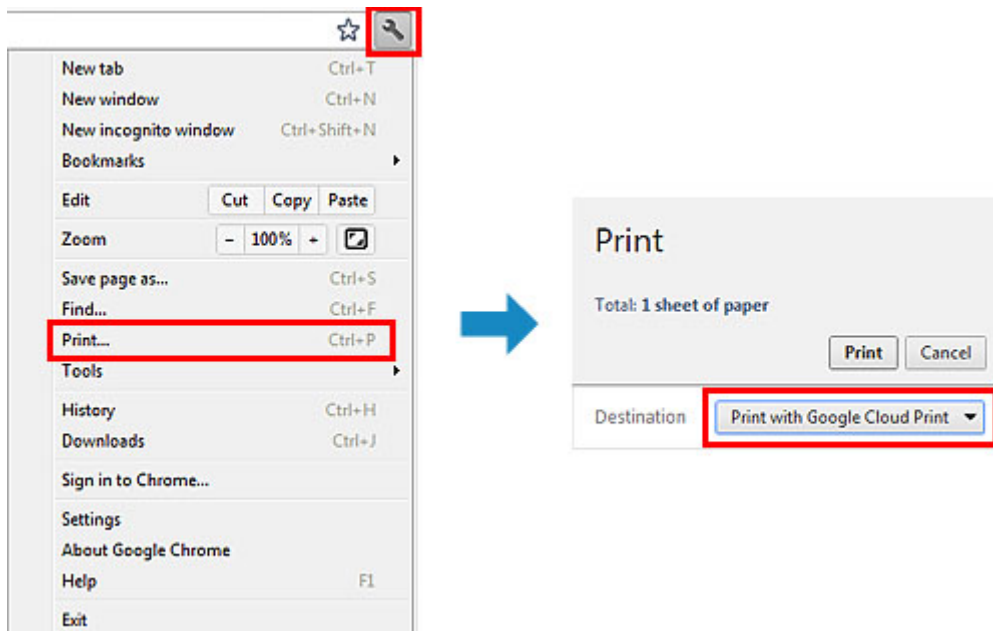 New tab Ctrl+T
New window Ctrl+N
New incognito window Ctrl+Shift+N
Bookmarks
Edit Cut Copy Paste
Zoom - 100% +
Save page as... Ctrl+S
Find... Ctrl+F
Print... Ctrl+P
Tools
History Ctrl+H
Downloads Ctrl+J
Sign in to Chrome...
Settings
About Google Chrome
Help F1
Exit
Print
Total: 1 sheet of paper
Print Cancel
Destination Print with Google Cloud Print